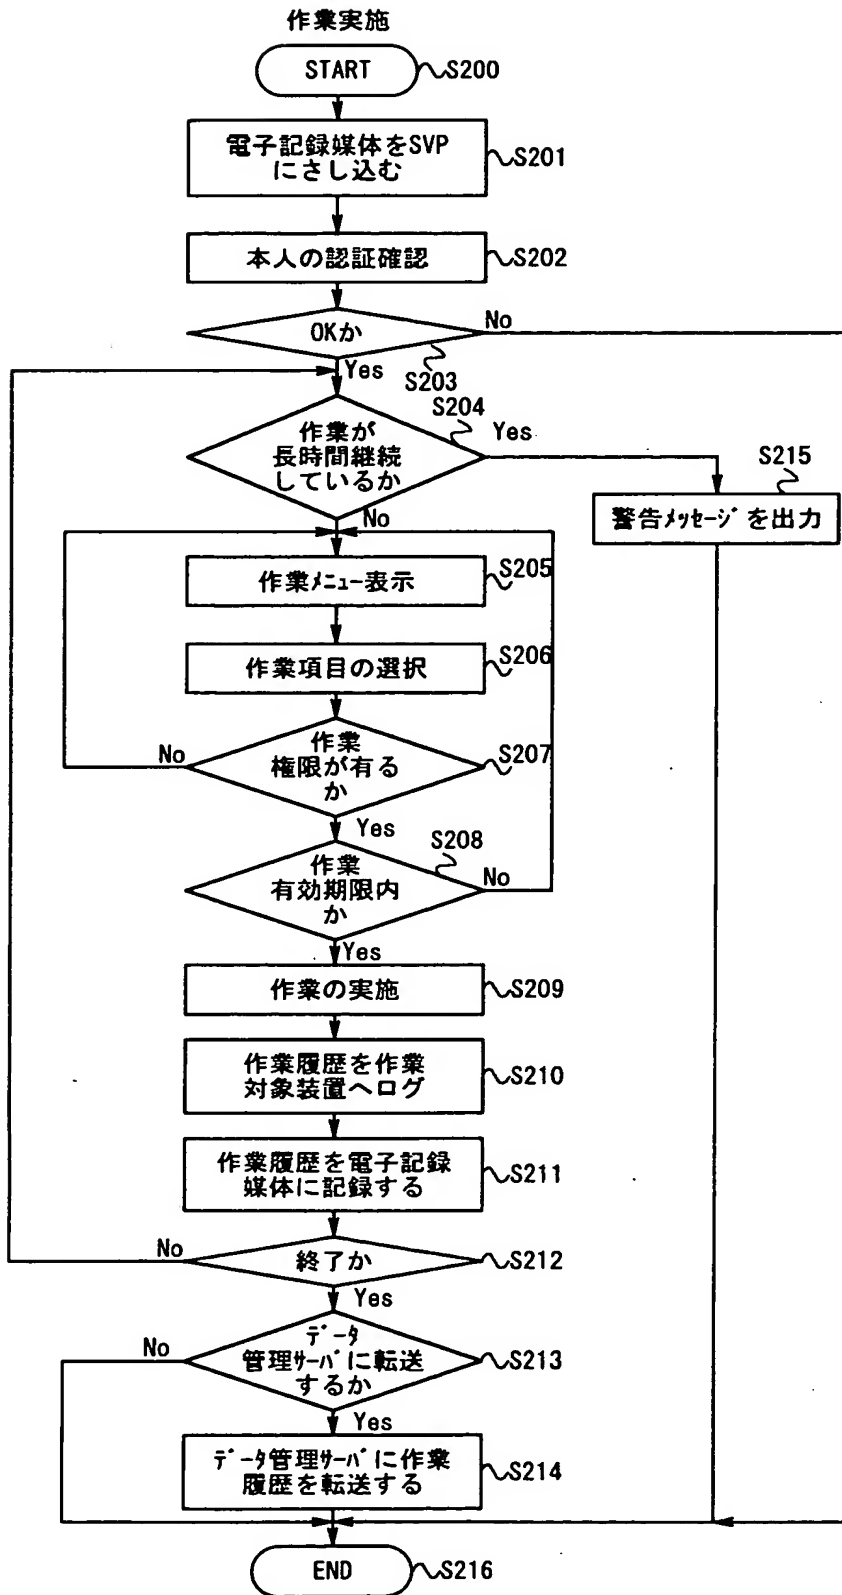 作業実施
START
S200
電子記録媒体をSVP
にさし込む
S201
本人の認証確認
S202
OKか
No
S203
Yes
S204
作業が
長時間継続
しているか
Yes
No
S215
警告メッセージを出力
作業メニュー表示
S205
作業項目の選択
S206
作業
権限が有る
か
No
S207
Yes
S208
作業
有効期限内
か
No
Yes
作業の実施
S209
作業履歴を作業
対象装置へログ
S210
作業履歴を電子記録
媒体に記録する
S211
No
終了か
S212
Yes
No
データ
管理サーバに転送
するか
S213
Yes
データ管理サーバに作業
履歴を転送する
S214
END
S216